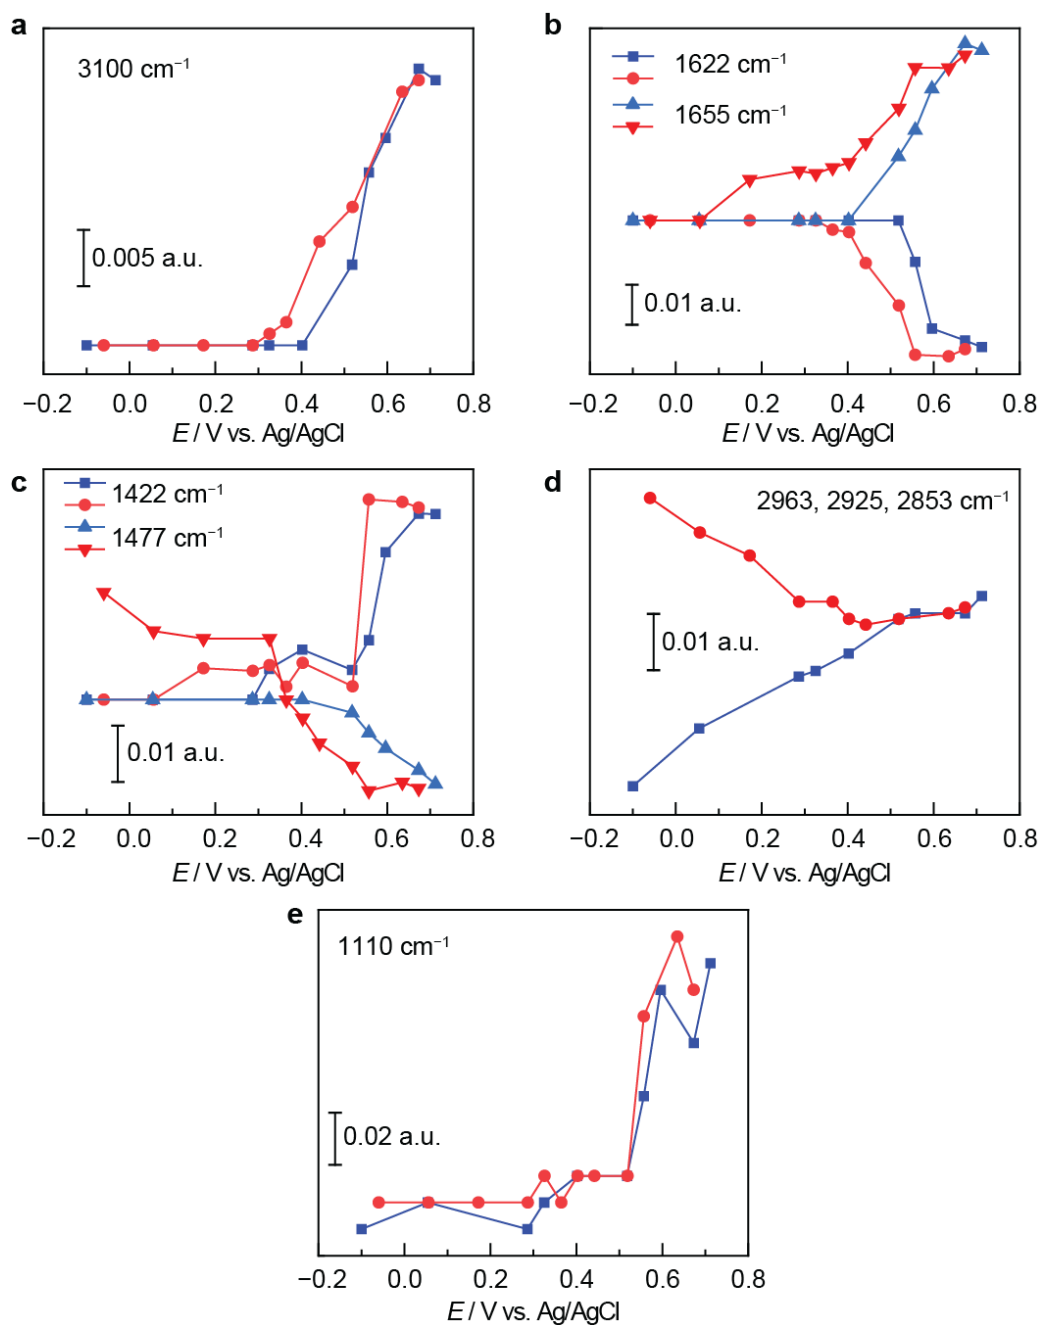 a
3100 cm⁻¹
0.005 a.u.
−0.2 0.0 0.2 0.4 0.6 0.8
E / V vs. Ag/AgCl
b
1622 cm⁻¹
1655 cm⁻¹
0.01 a.u.
−0.2 0.0 0.2 0.4 0.6 0.8
E / V vs. Ag/AgCl
c
1422 cm⁻¹
1477 cm⁻¹
0.01 a.u.
−0.2 0.0 0.2 0.4 0.6 0.8
E / V vs. Ag/AgCl
d
2963, 2925, 2853 cm⁻¹
0.01 a.u.
−0.2 0.0 0.2 0.4 0.6 0.8
E / V vs. Ag/AgCl
e
1110 cm⁻¹
0.02 a.u.
−0.2 0.0 0.2 0.4 0.6 0.8
E / V vs. Ag/AgCl